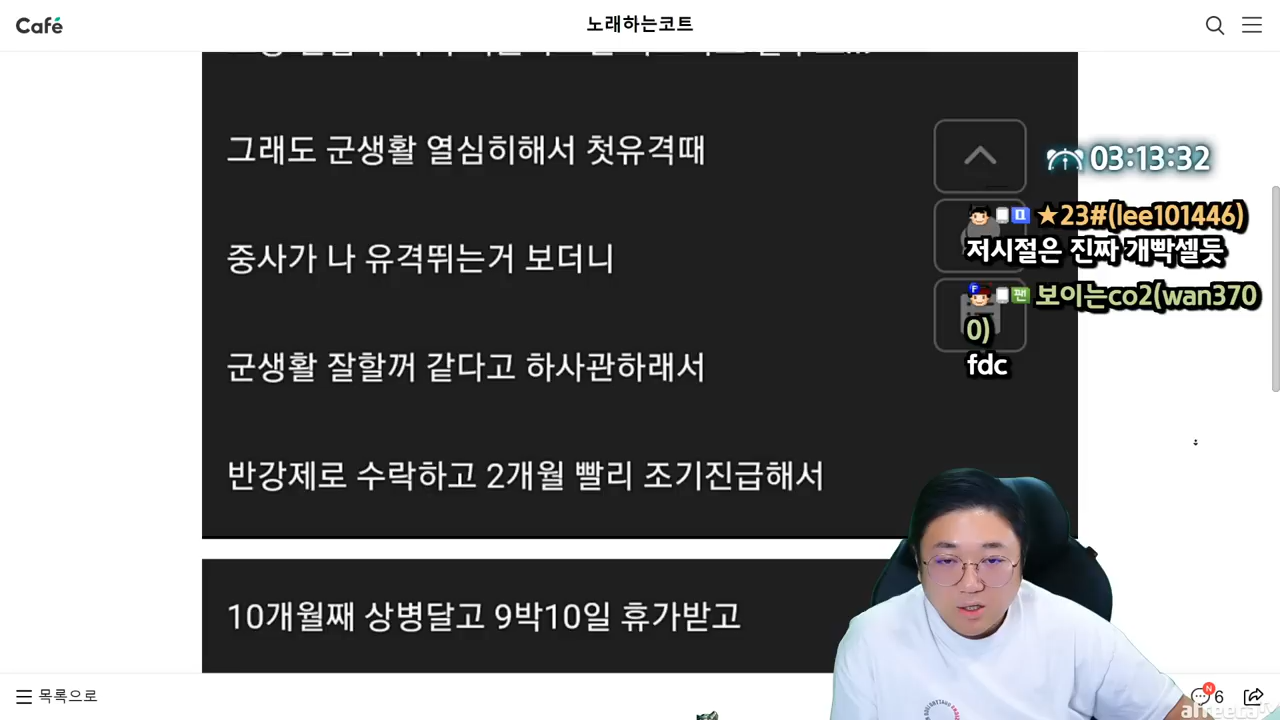 Café
노래하는코트
그래도 군생활 열심히해서 첫유격때
03:13:32
★23#(lee101446)
저시절은 진짜 개빡셀듯
중사가 나 유격뛰는거 보더니
팬 보이는co2(wan370
0)
fdc
군생활 잘할꺼 같다고 하사관하래서
반강제로 수락하고 2개월 빨리 조기진급해서
10개월째 상병달고 9박10일 휴가받고
목록으로
N
6
afreeca